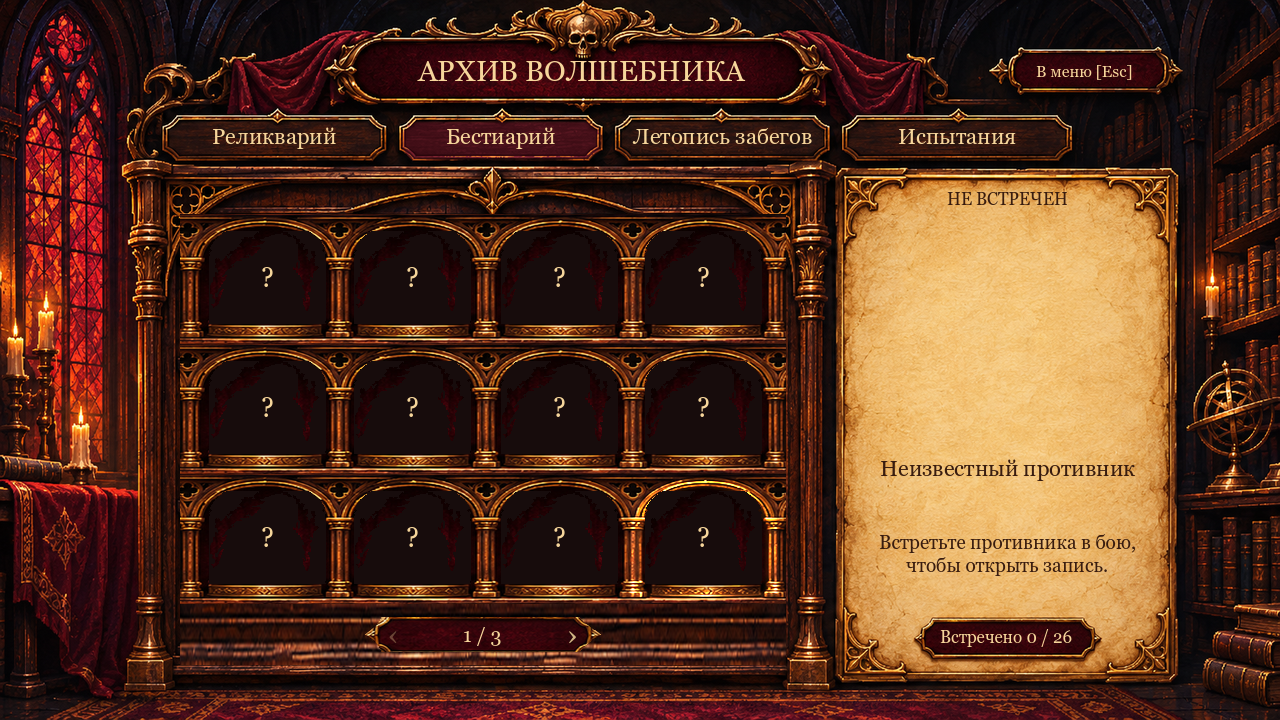 АРХИВ ВОЛШЕБНИКА
В меню [Esc]
Реликварий
Бестиарий
Летопись забегов
Испытания
НЕ ВСТРЕЧЕН
? ? ? ?
? ? ? ?
? ? ? ?
Неизвестный противник
Встретьте противника в бою,
чтобы открыть запись.
‹ 1 / 3 ›
Встречено 0 / 26